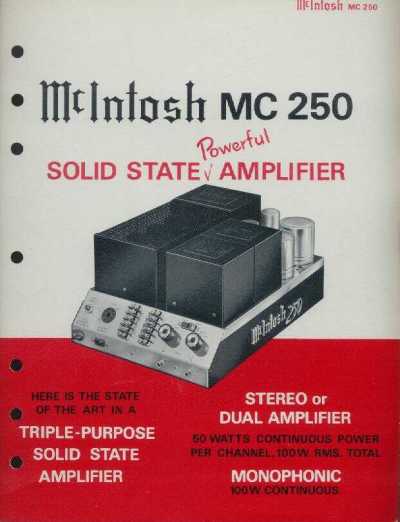 McIntosh MC 250
McIntosh MC 250
Powerful
SOLID STATE AMPLIFIER
McIntosh 250
HERE IS THE STATE
OF THE ART IN A
TRIPLE-PURPOSE
SOLID STATE
AMPLIFIER
STEREO or
DUAL AMPLIFIER
50 WATTS CONTINUOUS POWER
PER CHANNEL, 100 W. RMS. TOTAL
MONOPHONIC
100 W CONTINUOUS